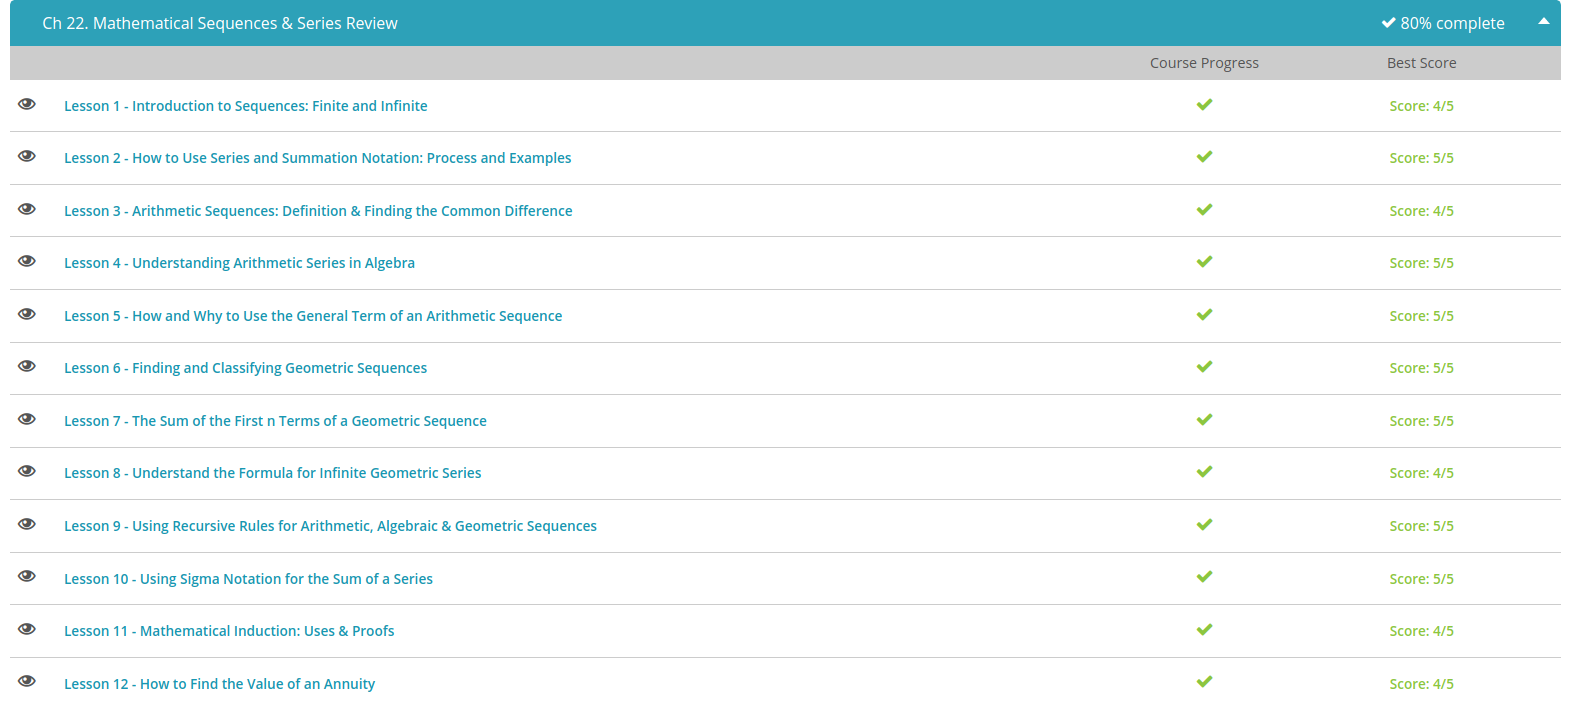 Ch 22. Mathematical Sequences & Series Review 80% complete
Course Progress Best Score
Lesson 1 - Introduction to Sequences: Finite and Infinite Score: 4/5
Lesson 2 - How to Use Series and Summation Notation: Process and Examples Score: 5/5
Lesson 3 - Arithmetic Sequences: Definition & Finding the Common Difference Score: 4/5
Lesson 4 - Understanding Arithmetic Series in Algebra Score: 5/5
Lesson 5 - How and Why to Use the General Term of an Arithmetic Sequence Score: 5/5
Lesson 6 - Finding and Classifying Geometric Sequences Score: 5/5
Lesson 7 - The Sum of the First n Terms of a Geometric Sequence Score: 5/5
Lesson 8 - Understand the Formula for Infinite Geometric Series Score: 4/5
Lesson 9 - Using Recursive Rules for Arithmetic, Algebraic & Geometric Sequences Score: 5/5
Lesson 10 - Using Sigma Notation for the Sum of a Series Score: 5/5
Lesson 11 - Mathematical Induction: Uses & Proofs Score: 4/5
Lesson 12 - How to Find the Value of an Annuity Score: 4/5